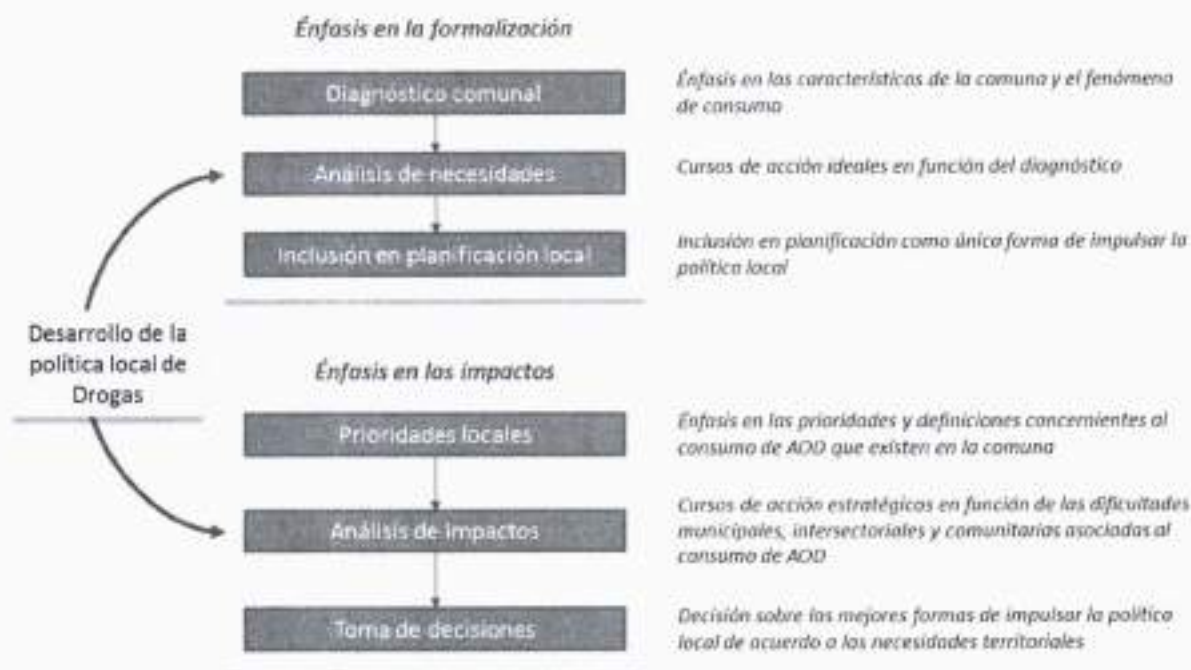 Énfasis en la formalización
Diagnóstico comunal
Énfasis en las características de la comuna y el fenómeno
de consumo
Análisis de necesidades
Cursos de acción ideales en función del diagnóstico
Inclusión en planificación local
Inclusión en planificación como única forma de impulsar la
política local
Desarrollo de la
política local de
Drogas
Énfasis en los impactos
Prioridades locales
Énfasis en las prioridades y definiciones concernientes al
consumo de AOD que existen en la comuna
Análisis de impactos
Cursos de acción estratégicos en función de las dificultades
municipales, intersectoriales y comunitarias asociadas al
consumo de AOD
Toma de decisiones
Decisión sobre las mejores formas de impulsar la política
local de acuerdo a las necesidades territoriales